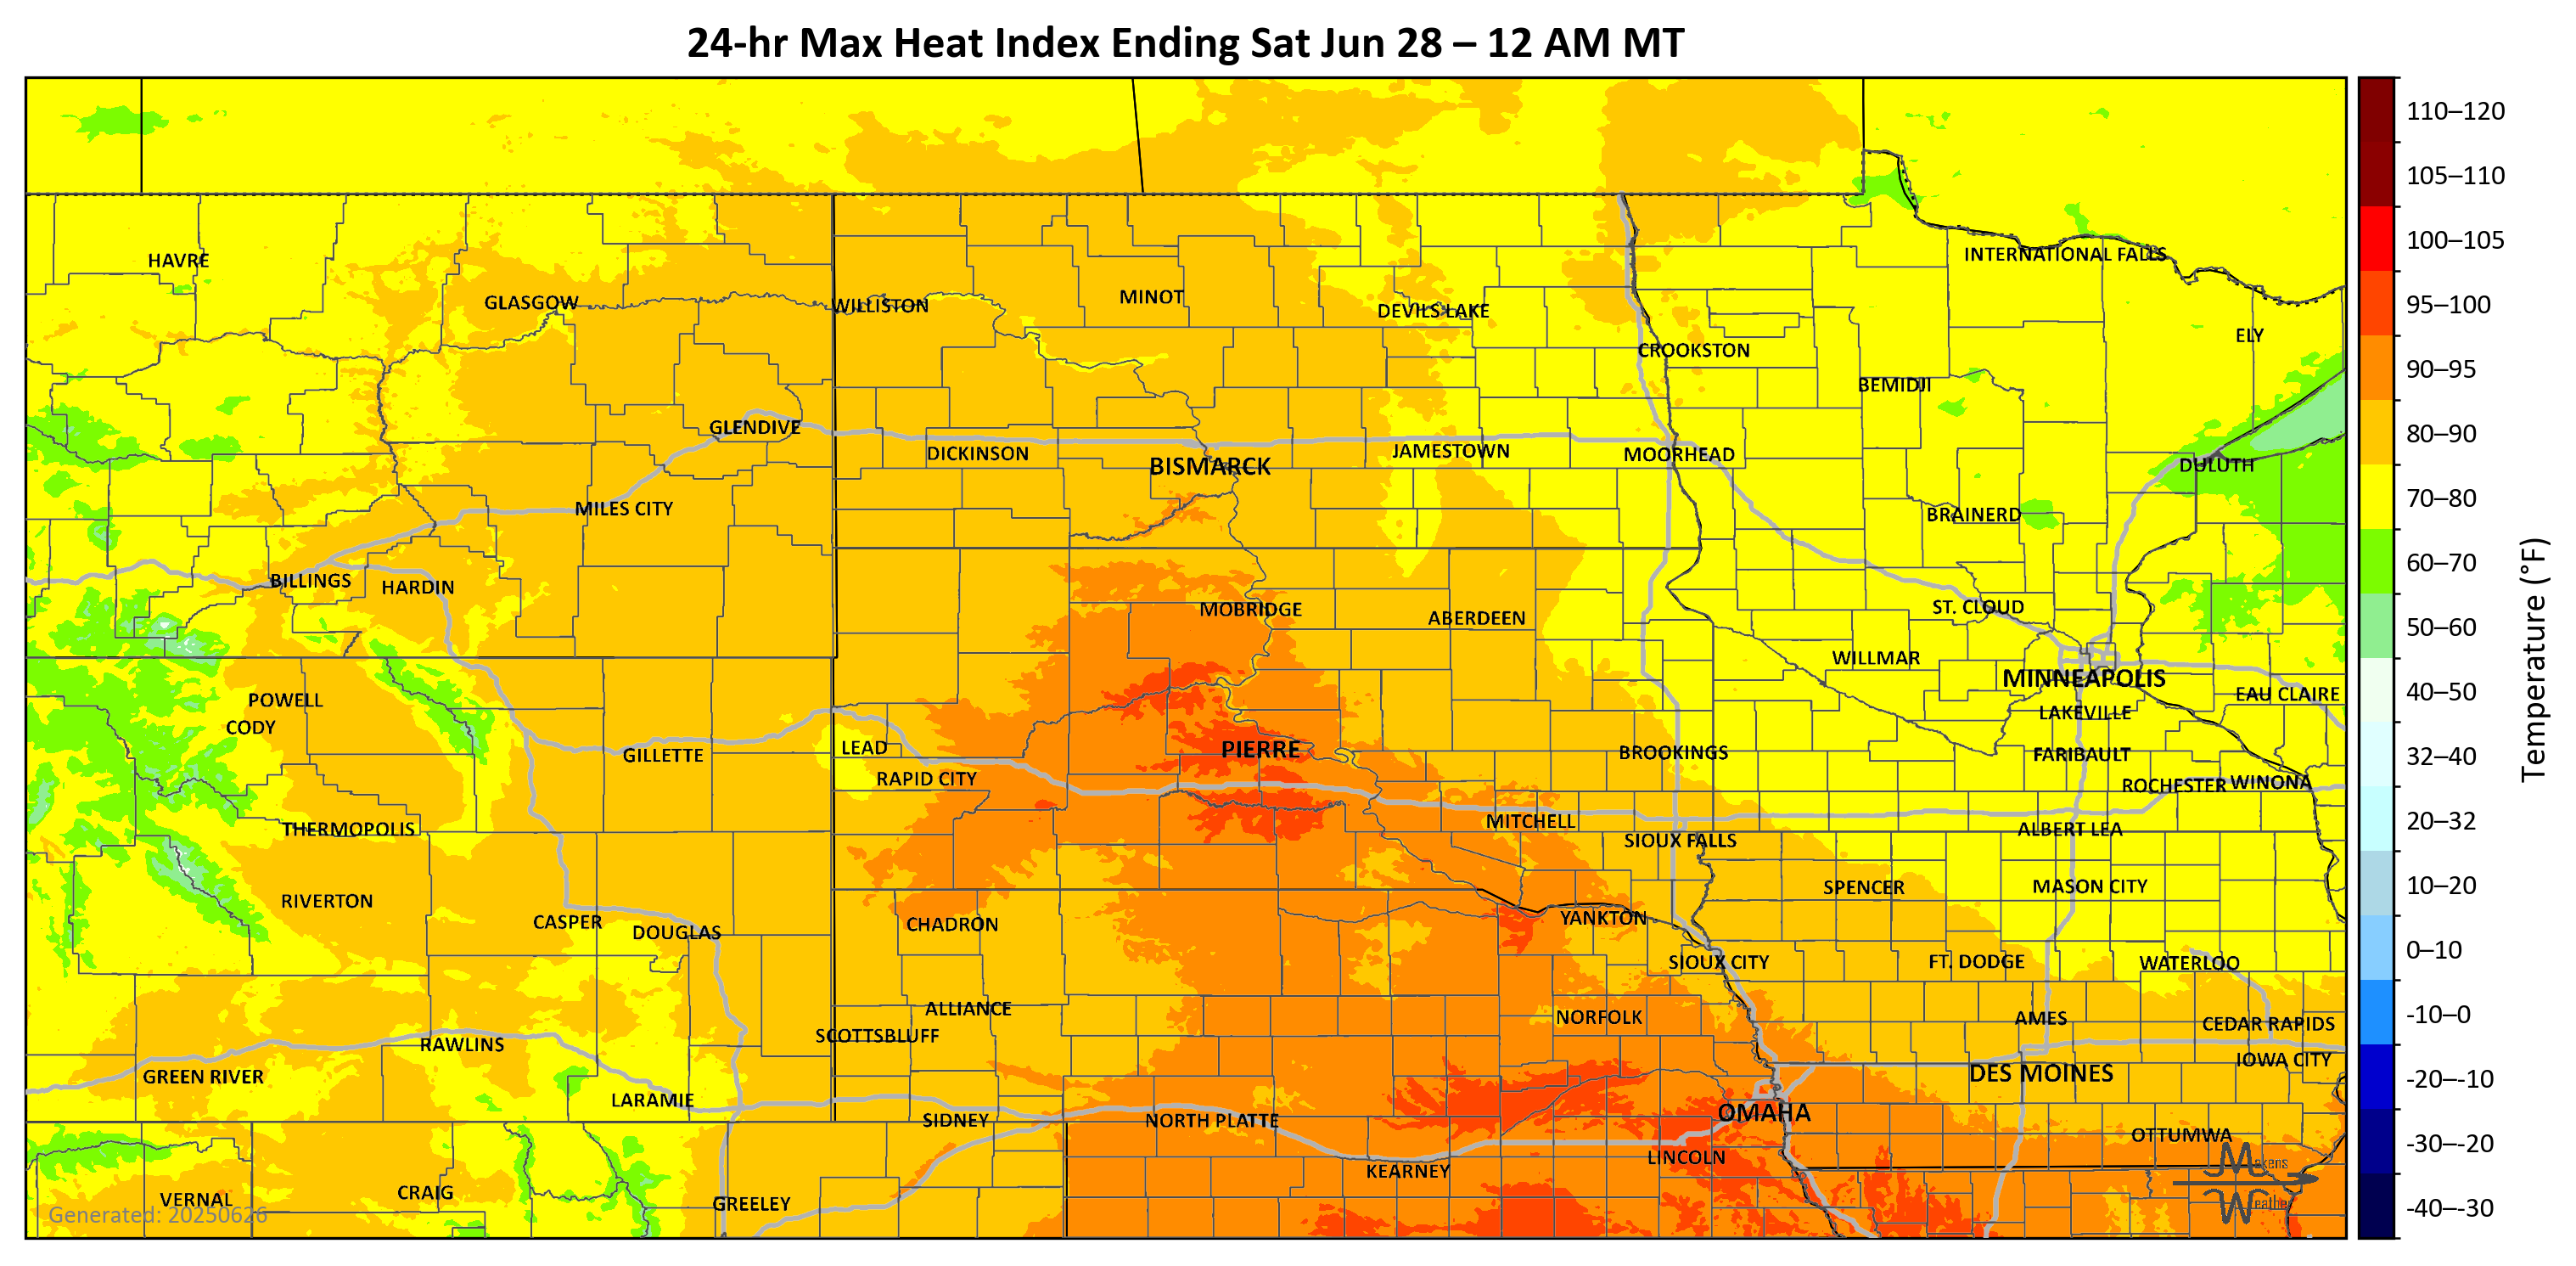 24-hr Max Heat Index Ending Sat Jun 28 – 12 AM MT
110–120
105–110
100–105
95–100
90–95
80–90
70–80
60–70
50–60
40–50
32–40
20–32
10–20
0–10
-10–0
-20–-10
-30–-20
-40–-30
Temperature (°F)
HAVRE
INTERNATIONAL FALLS
GLASGOW
WILLISTON
MINOT
DEVILS LAKE
ELY
CROOKSTON
BEMIDJI
GLENDIVE
DICKINSON
BISMARCK
JAMESTOWN
MOORHEAD
DULUTH
MILES CITY
BRAINERD
BILLINGS
HARDIN
MOBRIDGE
ABERDEEN
ST. CLOUD
WILLMAR
MINNEAPOLIS
EAU CLAIRE
POWELL
CODY
LAKEVILLE
GILLETTE
LEAD
PIERRE
BROOKINGS
FARIBAULT
RAPID CITY
ROCHESTER
WINONA
THERMOPOLIS
MITCHELL
SIOUX FALLS
ALBERT LEA
RIVERTON
SPENCER
MASON CITY
CASPER
DOUGLAS
CHADRON
YANKTON
SIOUX CITY
FT. DODGE
WATERLOO
ALLIANCE
SCOTTSBLUFF
NORFOLK
AMES
CEDAR RAPIDS
RAWLINS
IOWA CITY
GREEN RIVER
DES MOINES
LARAMIE
SIDNEY
NORTH PLATTE
OMAHA
OTTUMWA
KEARNEY
LINCOLN
VERNAL
CRAIG
GREELEY
Generated: 20250626
Makens
Weather